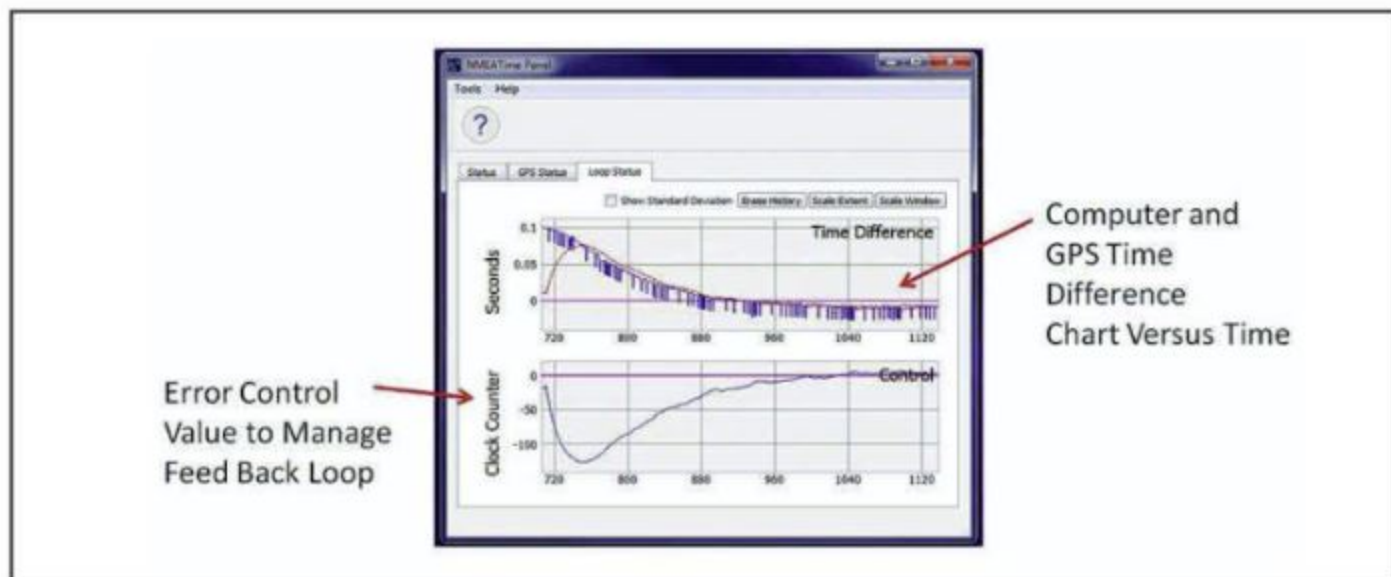 NMEATime Panel
Tools Help
?
Status GPS Status Loop Status
Show Standard Deviation Erase History Scale Extent Scale Window
Time Difference
Seconds
0.1
0.05
0
720 800 880 960 1040 1120
Computer and
GPS Time
Difference
Chart Versus Time
Control
Clock Counter
0
-50
-100
720 800 880 960 1040 1120
Error Control
Value to Manage
Feed Back Loop